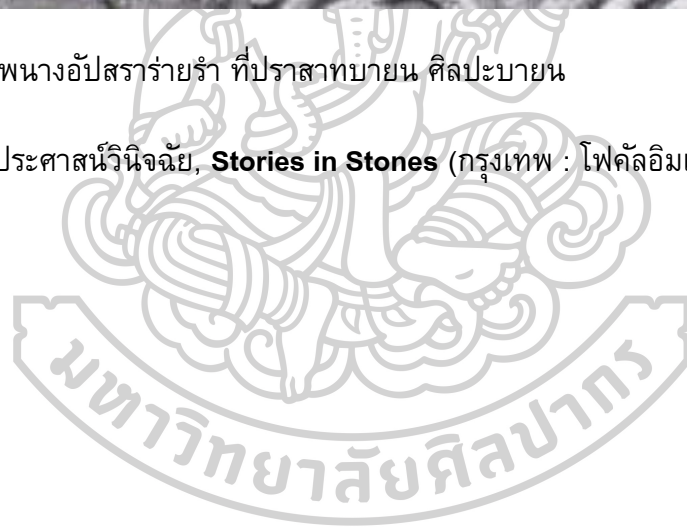 พนางอัปสราร่ายรำ ที่ปราสาทบายน ศิลปะบายน
ประศาสน์วินิจฉัย, Stories in Stones (กรุงเทพ : โฟคัลอิมเ
มหาวิทยาลัยศิลปากร